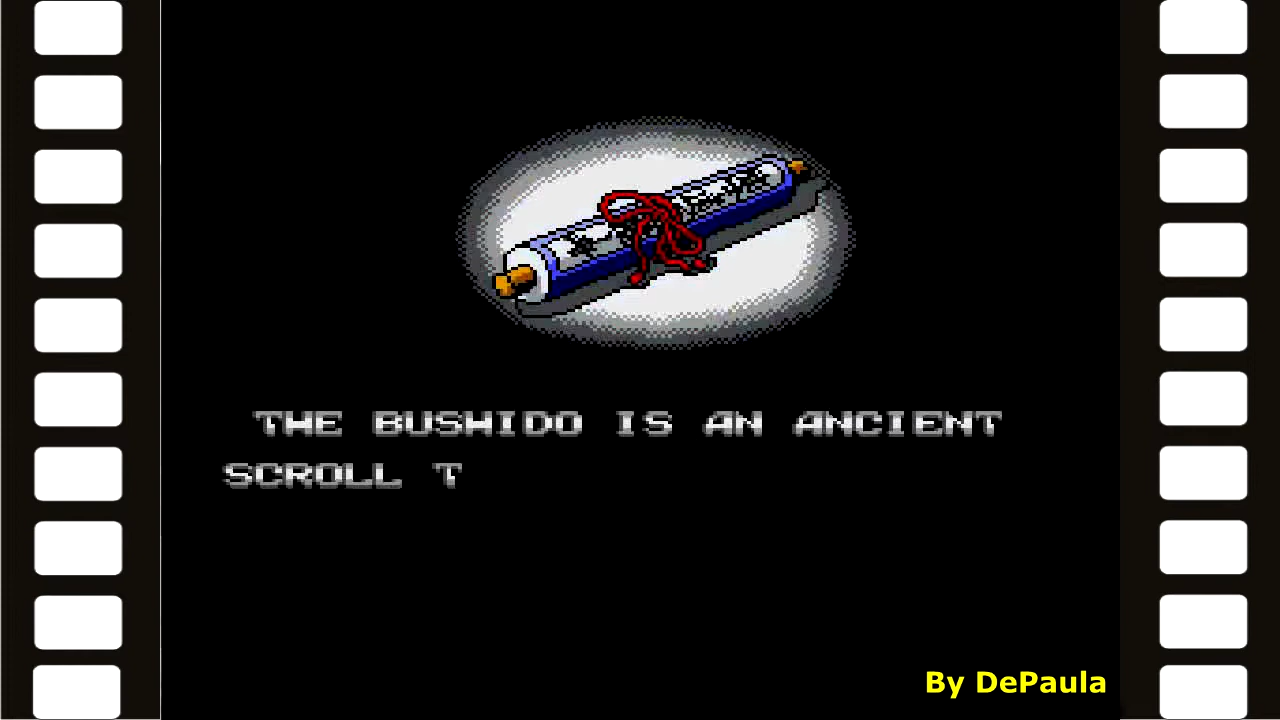 THE BUSHIDO IS AN ANCIENT
SCROLL T
By DePaula